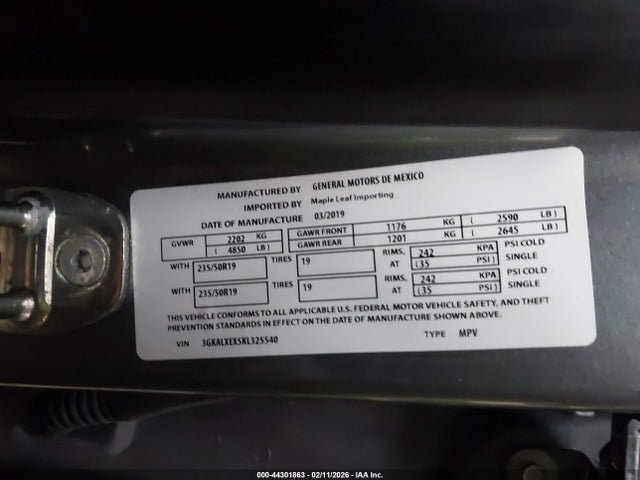 MANUFACTURED BY GENERAL MOTORS DE MEXICO
IMPORTED BY Maple Leaf Importing
DATE OF MANUFACTURE 03/2019
GVWR 2202 KG GAWR FRONT 1176 KG ( 2590 LB )
( 4850 LB ) GAWR REAR 1201 KG ( 2645 LB )
WITH 235/50R19 TIRES 19 RIMS, AT 242 KPA PSI COLD
(35 PSI ) SINGLE
WITH 235/50R19 TIRES 19 RIMS, AT 242 KPA PSI COLD
(35 PSI ) SINGLE
THIS VEHICLE CONFORMS TO ALL APPLICABLE U.S. FEDERAL MOTOR VEHICLE SAFETY, AND THEFT
PREVENTION STANDARDS IN EFFECT ON THE DATE OF MANUFACTURE SHOWN ABOVE.
VIN 3GKALXEX5KL325540 TYPE MPV
000-44301863 - 02/11/2026 - IAA Inc.